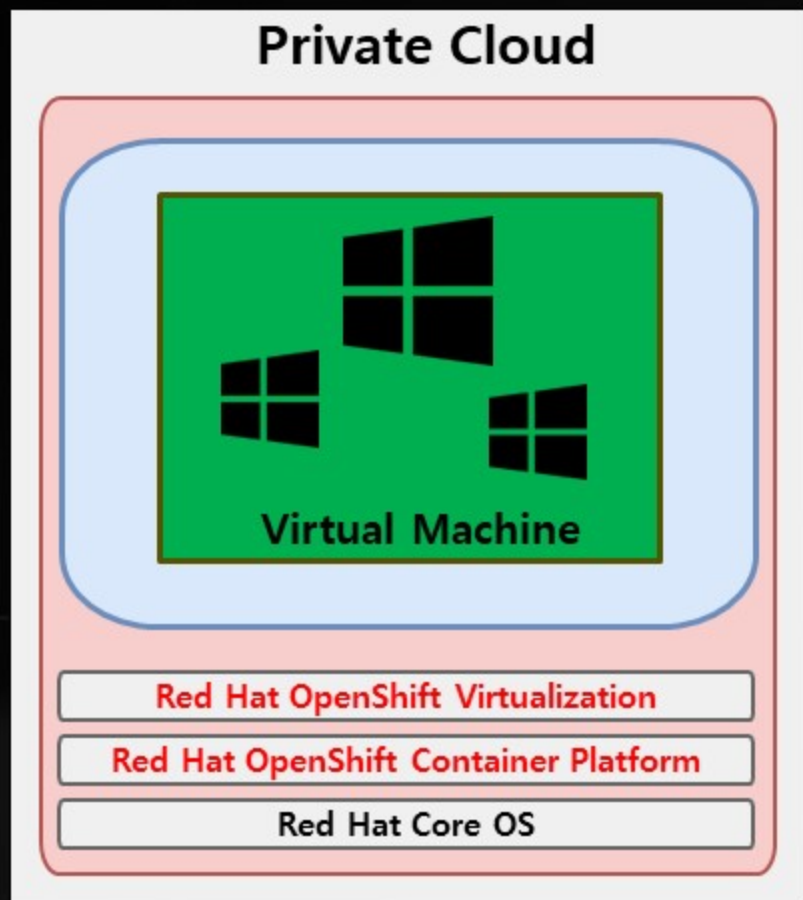 Private Cloud
Virtual Machine
Red Hat OpenShift Virtualization
Red Hat OpenShift Container Platform
Red Hat Core OS